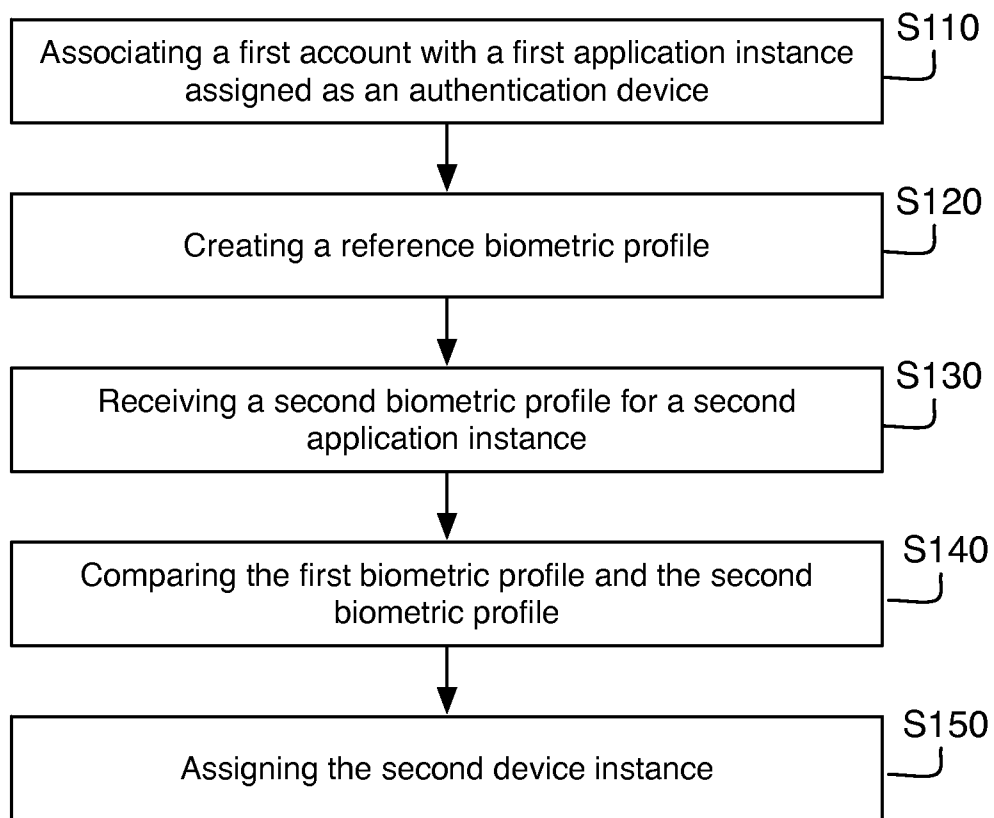 S110
Associating a first account with a first application instance
assigned as an authentication device
S120
Creating a reference biometric profile
S130
Receiving a second biometric profile for a second
application instance
S140
Comparing the first biometric profile and the second
biometric profile
S150
Assigning the second device instance